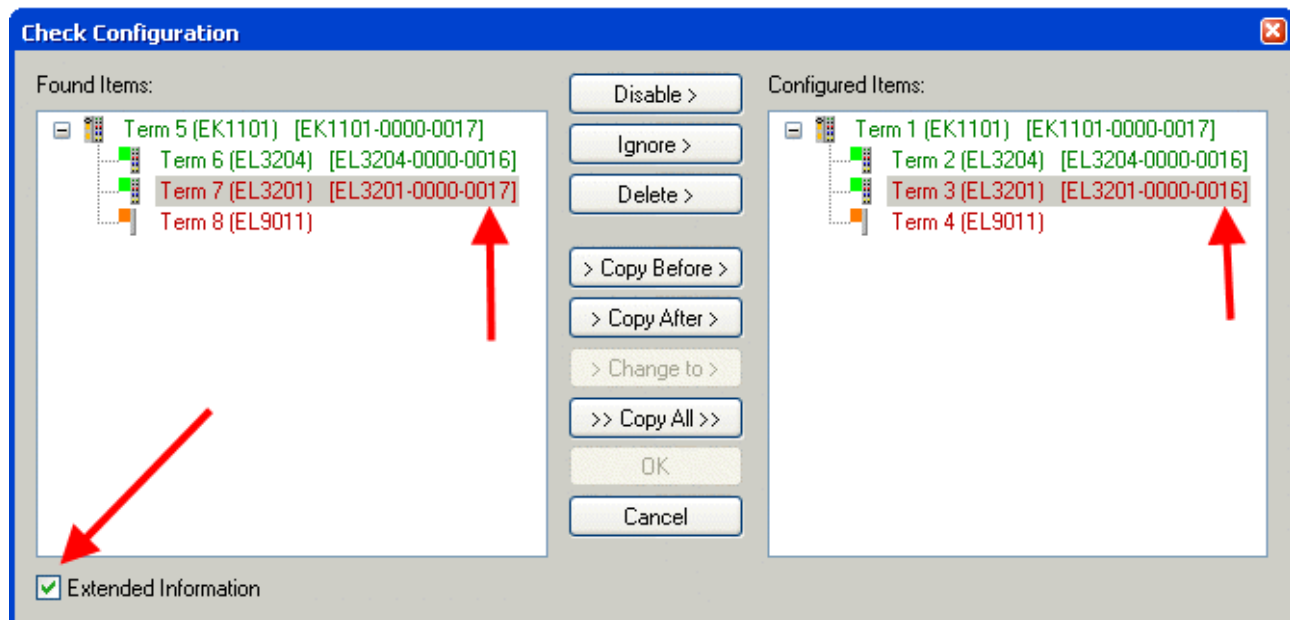 Check Configuration
Found Items:
Term 5 (EK1101) [EK1101-0000-0017]
Term 6 (EL3204) [EL3204-0000-0016]
Term 7 (EL3201) [EL3201-0000-0017]
Term 8 (EL9011)
Extended Information
Disable >
Ignore >
Delete >
> Copy Before >
> Copy After >
> Change to >
>> Copy All >>
OK
Cancel
Configured Items:
Term 1 (EK1101) [EK1101-0000-0017]
Term 2 (EL3204) [EL3204-0000-0016]
Term 3 (EL3201) [EL3201-0000-0016]
Term 4 (EL9011)